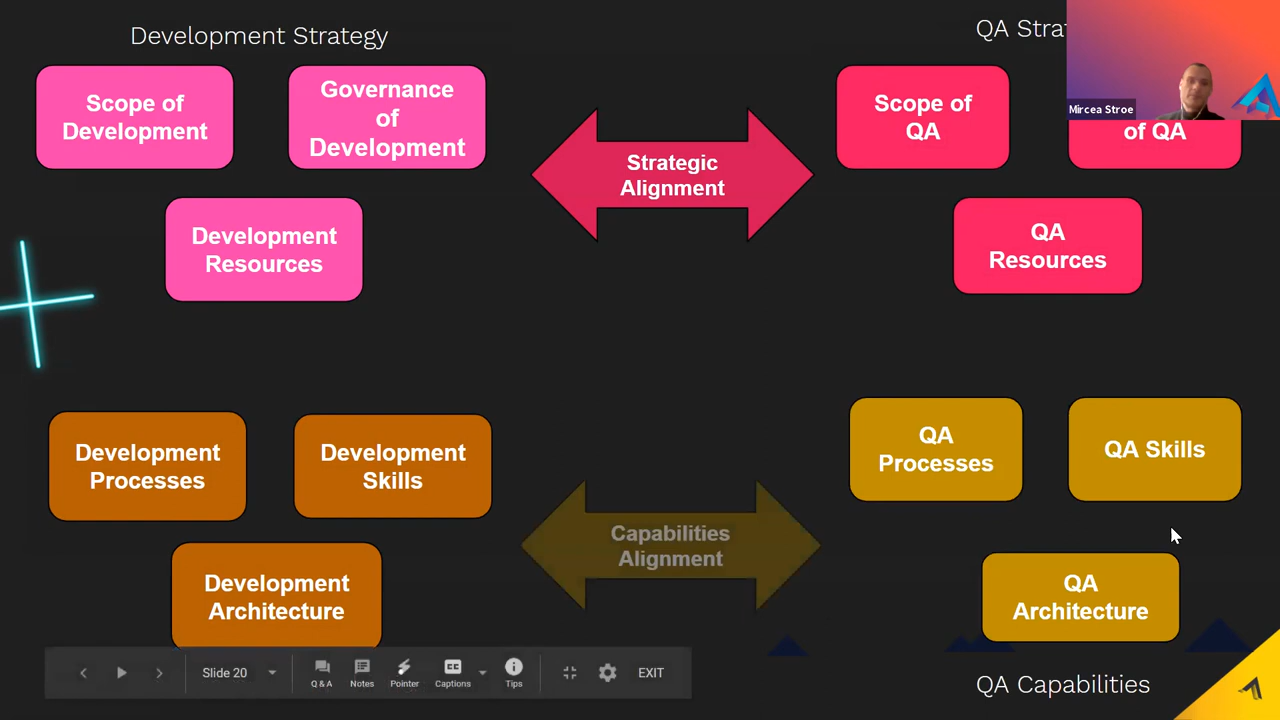 Development Strategy
QA
Mircea Stroe
Scope of
Development
Governance
of
Development
Strategic
Alignment
Scope of
QA
of QA
Development
Resources
QA
Resources
Development
Processes
Development
Skills
Capabilities
Alignment
QA
Processes
QA Skills
Development
Architecture
QA
Architecture
Slide 20
Q & A
Notes
Pointer
CC
Captions
Tips
EXIT
QA Capabilities